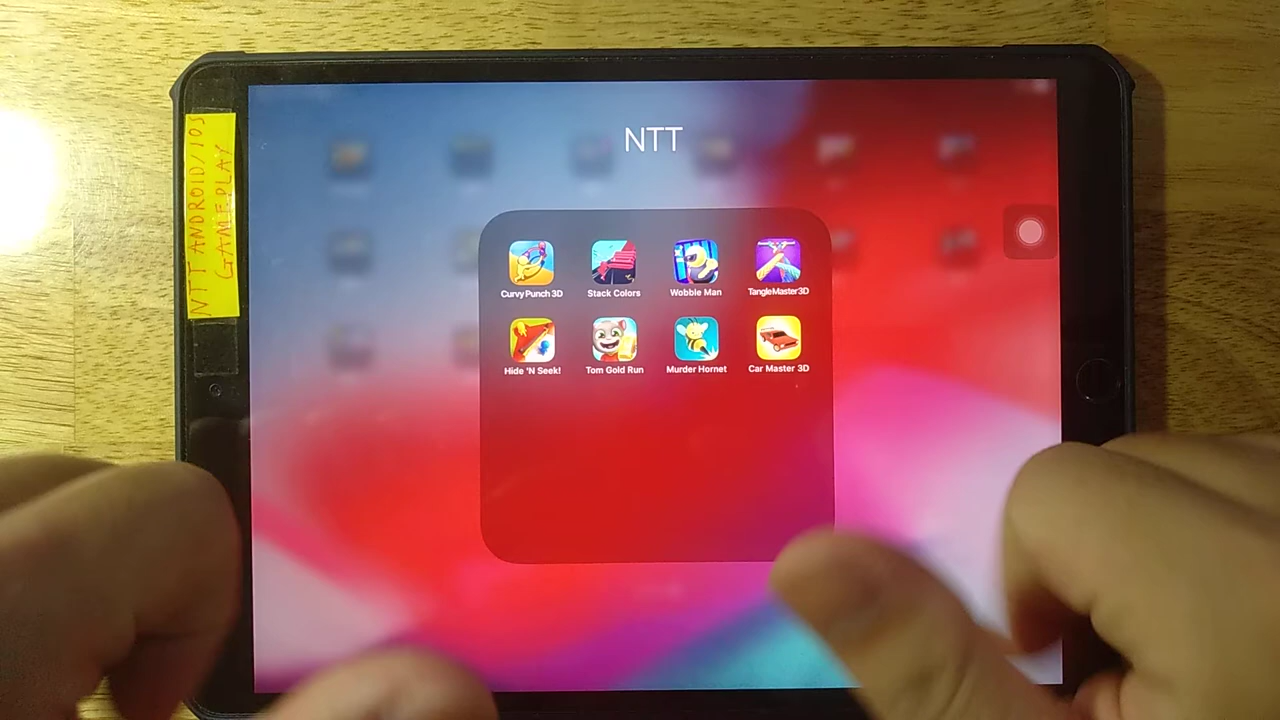 NTT ANDROID/IOS
GAMEPLAY
NTT
Curvy Punch 3D
Stack Colors
Wobble Man
TangleMaster3D
Hide 'N Seek!
Tom Gold Run
Murder Hornet
Car Master 3D